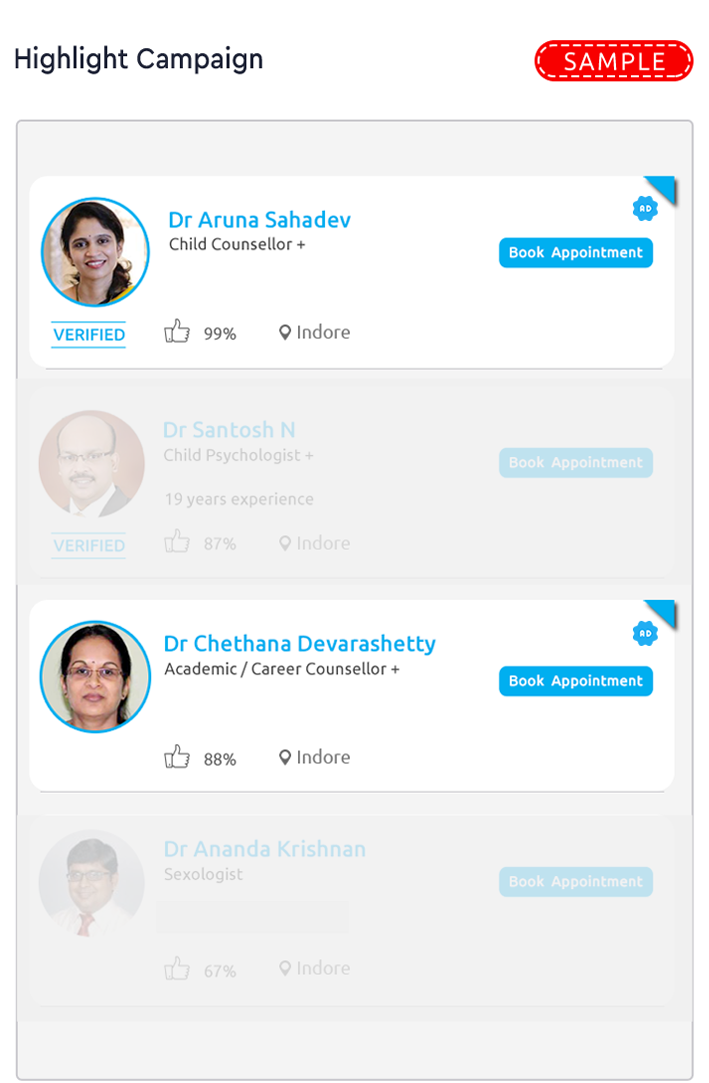 Highlight Campaign
SAMPLE
AD
Dr Aruna Sahadev
Child Counsellor +
Book Appointment
VERIFIED
99%
Indore
Dr Santosh N
Child Psychologist +
Book Appointment
19 years experience
VERIFIED
87%
Indore
AD
Dr Chethana Devarashetty
Academic / Career Counsellor +
Book Appointment
88%
Indore
Dr Ananda Krishnan
Sexologist
Book Appointment
67%
Indore